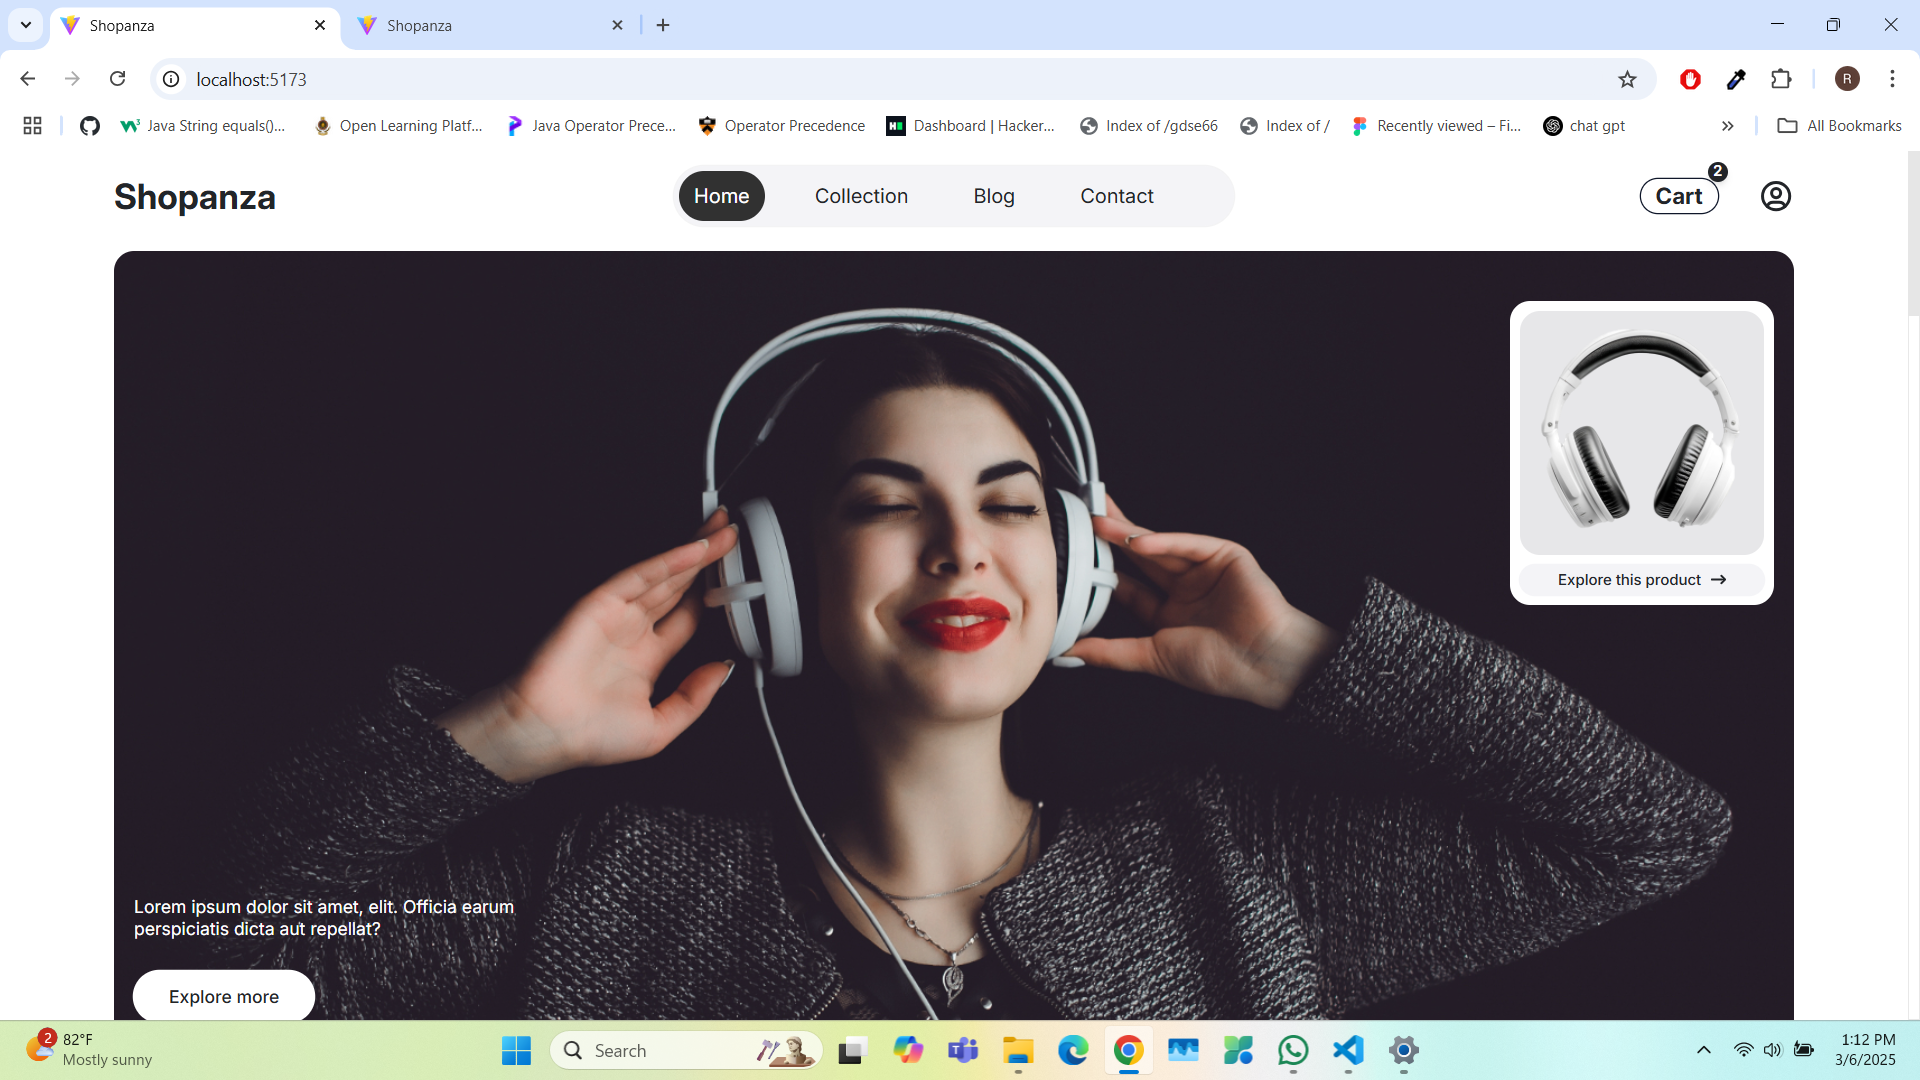 Shopanza
Shopanza
localhost:5173
R
Java String equals()...
Open Learning Platf...
Java Operator Prece...
Operator Precedence
Dashboard | Hacker...
Index of /gdse66
Index of /
Recently viewed – Fi...
chat gpt
All Bookmarks
Shopanza
Home
Collection
Blog
Contact
Cart
2
Explore this product
Lorem ipsum dolor sit amet, elit. Officia earum
perspiciatis dicta aut repellat?
Explore more
2
82°F
Mostly sunny
Search
1:12 PM
3/6/2025